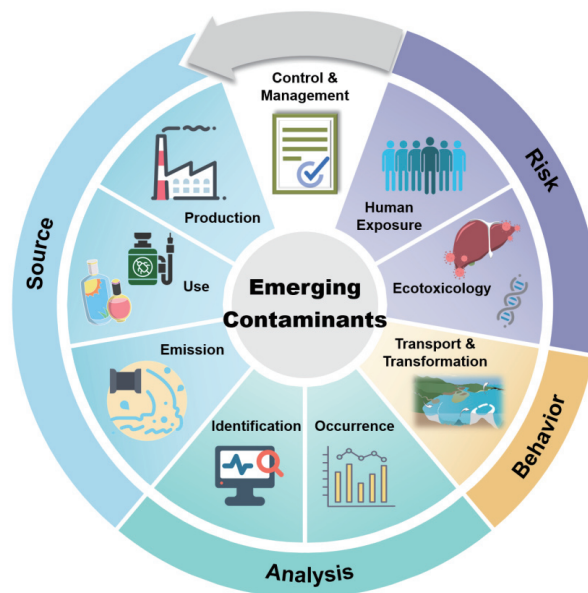 Control &
Management
Risk
Human
Exposure
Production
Source
Use
Emerging
Contaminants
Ecotoxicology
Emission
Transport &
Transformation
Identification
Occurrence
Behavior
Analysis